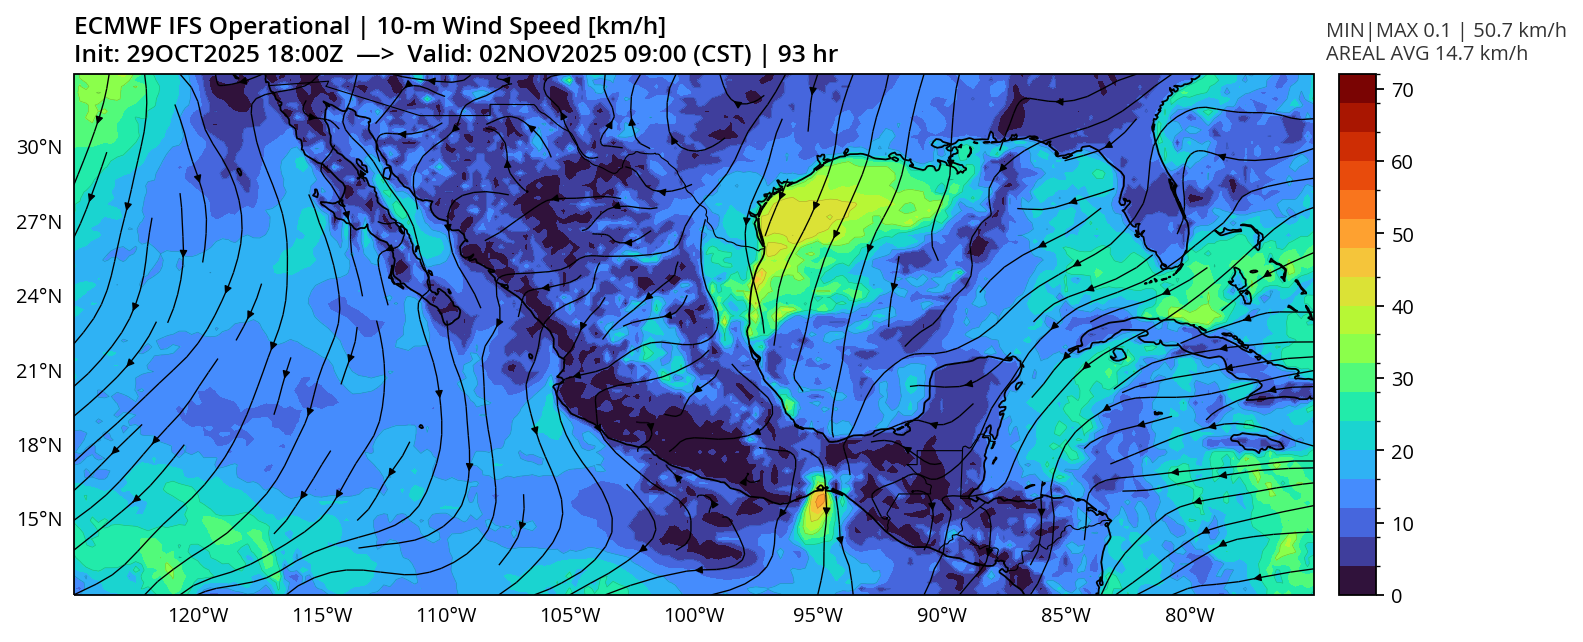 ECMWF IFS Operational | 10-m Wind Speed [km/h]
Init: 29OCT2025 18:00Z —> Valid: 02NOV2025 09:00 (CST) | 93 hr
MIN|MAX 0.1 | 50.7 km/h
AREAL AVG 14.7 km/h
30°N
27°N
24°N
21°N
18°N
15°N
120°W
115°W
110°W
105°W
100°W
95°W
90°W
85°W
80°W
70
60
50
40
30
20
10
0